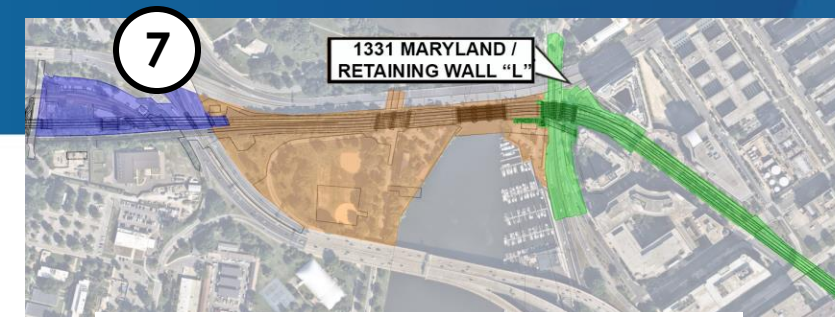 7
1331 MARYLAND /
RETAINING WALL “L”